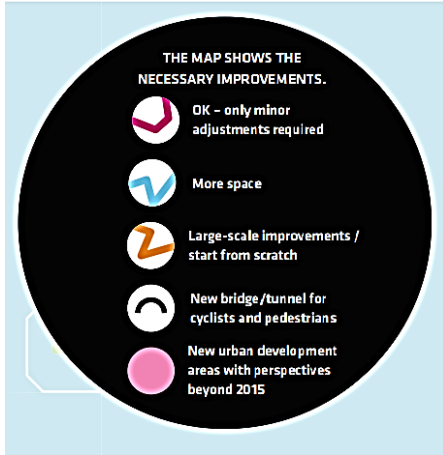 THE MAP SHOWS THE
NECESSARY IMPROVEMENTS.
OK – only minor
adjustments required
More space
Large-scale improvements /
start from scratch
New bridge/tunnel for
cyclists and pedestrians
New urban development
areas with perspectives
beyond 2015